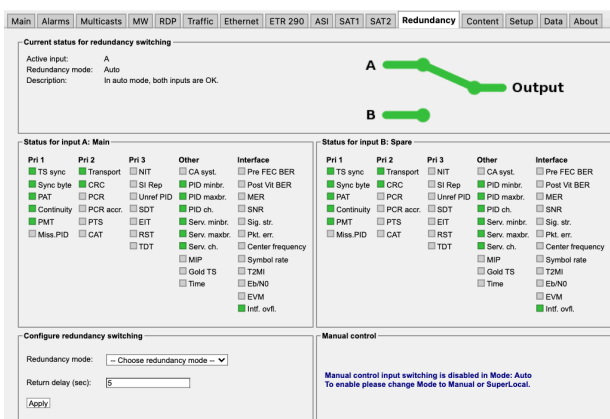 Main Alarms Multicasts MW RDP Traffic Ethernet ETR 290 ASI SAT1 SAT2 Redundancy Content Setup Data About
Current status for redundancy switching
Active input: A
Redundancy mode: Auto
Description: In auto mode, both inputs are OK.
A
Output
B
Status for input A: Main
Pri 1 Pri 2 Pri 3 Other Interface
TS sync Transport NIT CA syst. Pre FEC BER
Sync byte CRC SI Rep PID minbr. Post Vit BER
PAT PCR Unref PID PID maxbr. MER
Continuity PCR accr. SDT PID ch. SNR
PMT PTS EIT Serv. minbr. Sig. str.
Miss.PID CAT RST Serv. maxbr. Pkt. err.
TDT Serv. ch. Center frequency
MIP Symbol rate
Gold TS T2MI
Time Eb/N0
EVM
Intf. ovfl.
Status for input B: Spare
Pri 1 Pri 2 Pri 3 Other Interface
TS sync Transport NIT CA syst. Pre FEC BER
Sync byte CRC SI Rep PID minbr. Post Vit BER
PAT PCR Unref PID PID maxbr. MER
Continuity PCR accr. SDT PID ch. SNR
PMT PTS EIT Serv. minbr. Sig. str.
Miss.PID CAT RST Serv. maxbr. Pkt. err.
TDT Serv. ch. Center frequency
MIP Symbol rate
Gold TS T2MI
Time Eb/N0
EVM
Intf. ovfl.
Configure redundancy switching
Redundancy mode: -- Choose redundancy mode --
Return delay (sec): 5
Apply
Manual control
Manual control input switching is disabled in Mode: Auto
To enable please change Mode to Manual or SuperLocal.